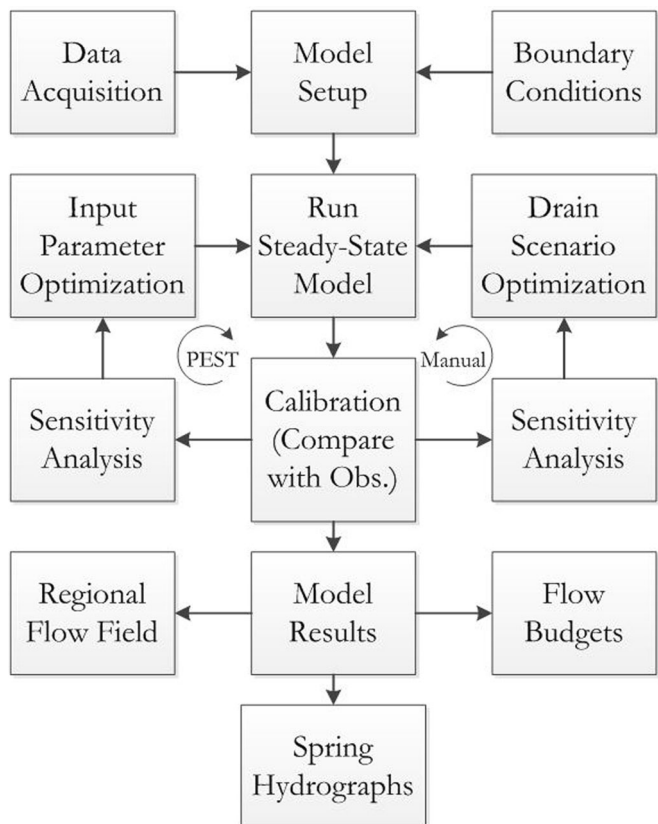 Data
Acquisition
Model
Setup
Boundary
Conditions
Input
Parameter
Optimization
Run
Steady-State
Model
Drain
Scenario
Optimization
PEST
Manual
Sensitivity
Analysis
Calibration
(Compare
with Obs.)
Sensitivity
Analysis
Regional
Flow Field
Model
Results
Flow
Budgets
Spring
Hydrographs